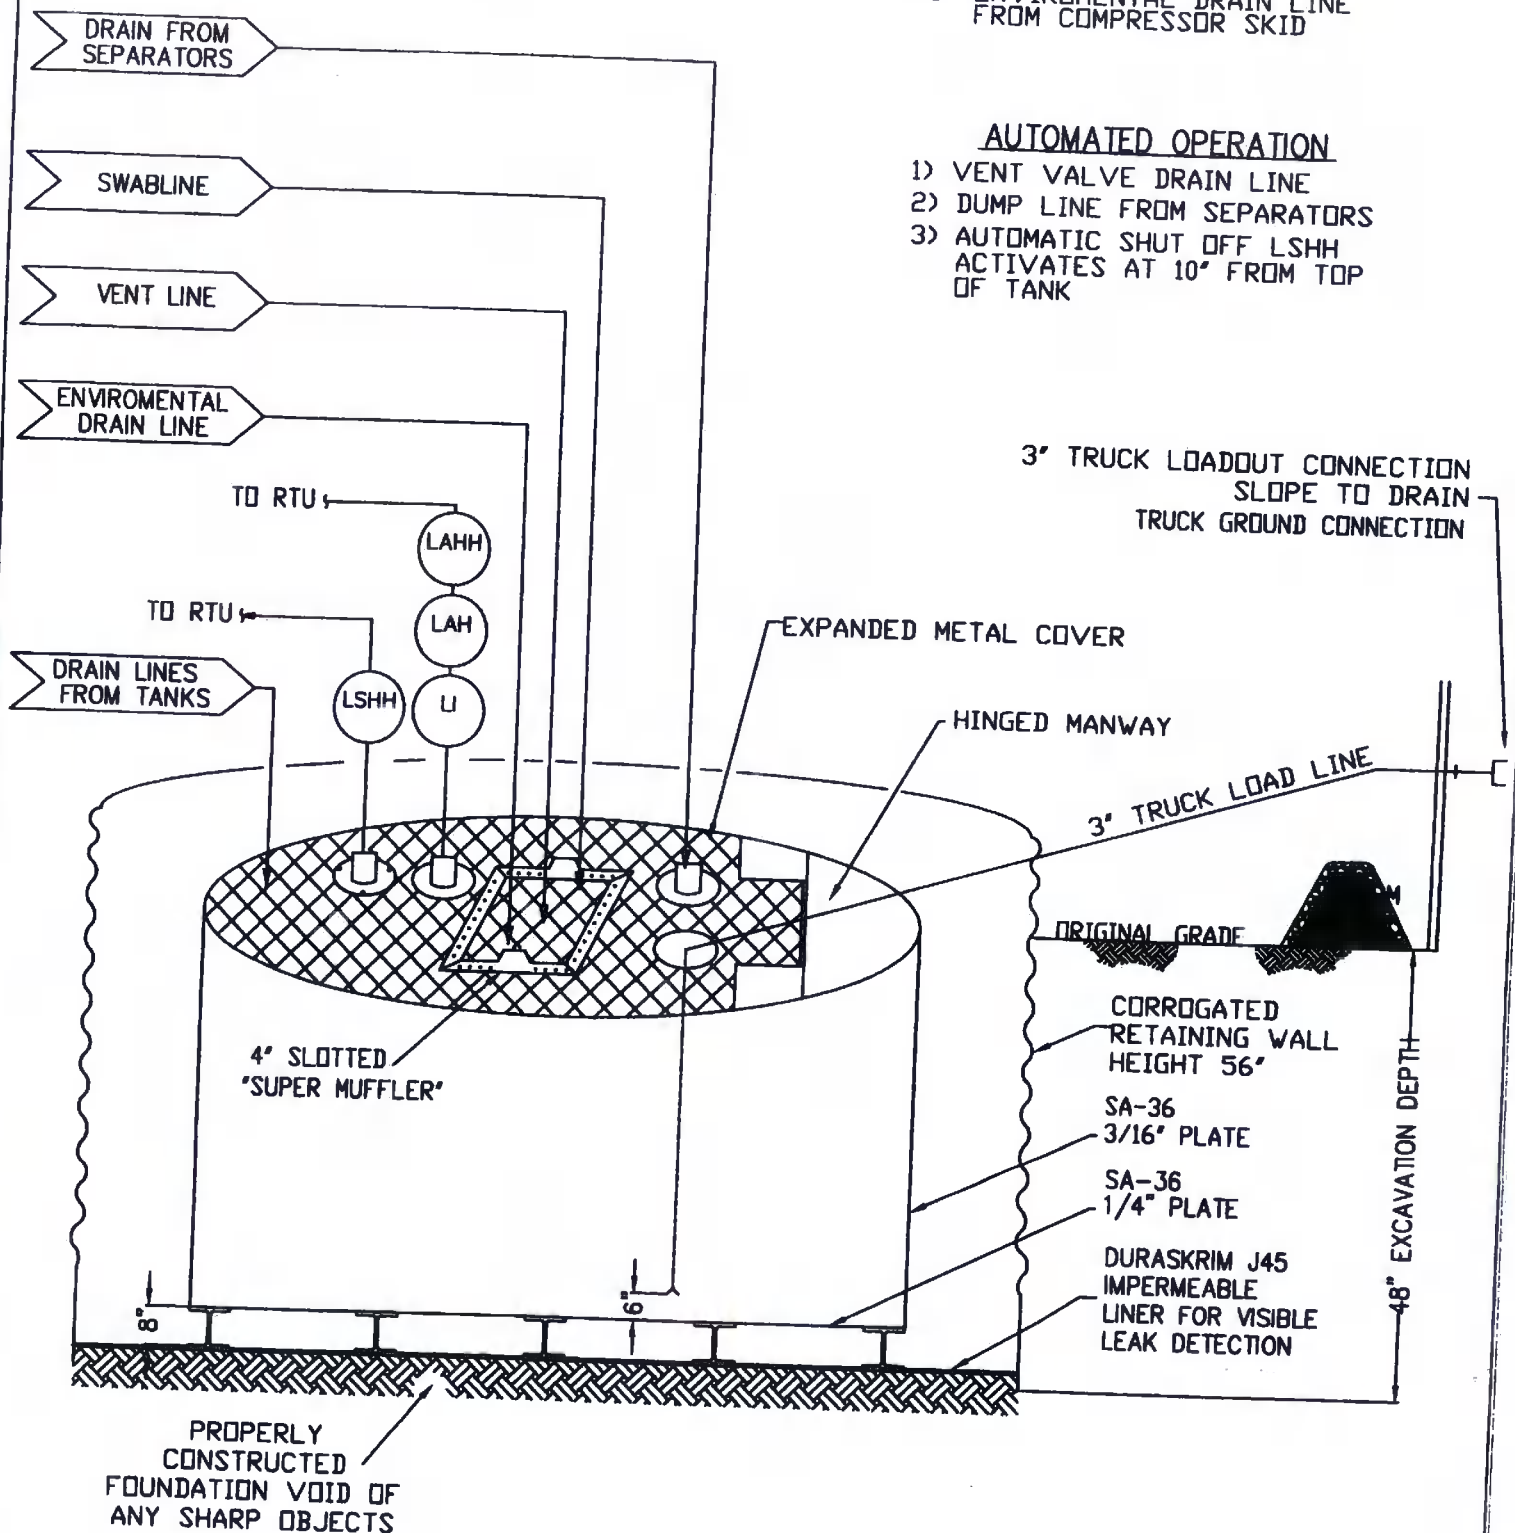 ENVIROMENTAL DRAIN LINE
FROM COMPRESSOR SKID
DRAIN FROM
SEPARATORS
AUTOMATED OPERATION
1) VENT VALVE DRAIN LINE
2) DUMP LINE FROM SEPARATORS
3) AUTOMATIC SHUT OFF LSHH
ACTIVATES AT 10" FROM TOP
OF TANK
SWABLINE
VENT LINE
ENVIROMENTAL
DRAIN LINE
3" TRUCK LOADOUT CONNECTION
SLOPE TO DRAIN
TRUCK GROUND CONNECTION
TO RTU
LAHH
TO RTU
LAH
EXPANDED METAL COVER
DRAIN LINES
FROM TANKS
LSHH
LI
HINGED MANWAY
3" TRUCK LOAD LINE
ORIGINAL GRADE
4" SLOTTED
"SUPER MUFFLER"
CORROGATED
RETAINING WALL
HEIGHT 56"
SA-36
3/16" PLATE
SA-36
1/4" PLATE
DURASKRIM J45
IMPERMEABLE
LINER FOR VISIBLE
LEAK DETECTION
48" EXCAVATION DEPTH
8"
6"
PROPERLY
CONSTRUCTED
FOUNDATION VOID OF
ANY SHARP OBJECTS